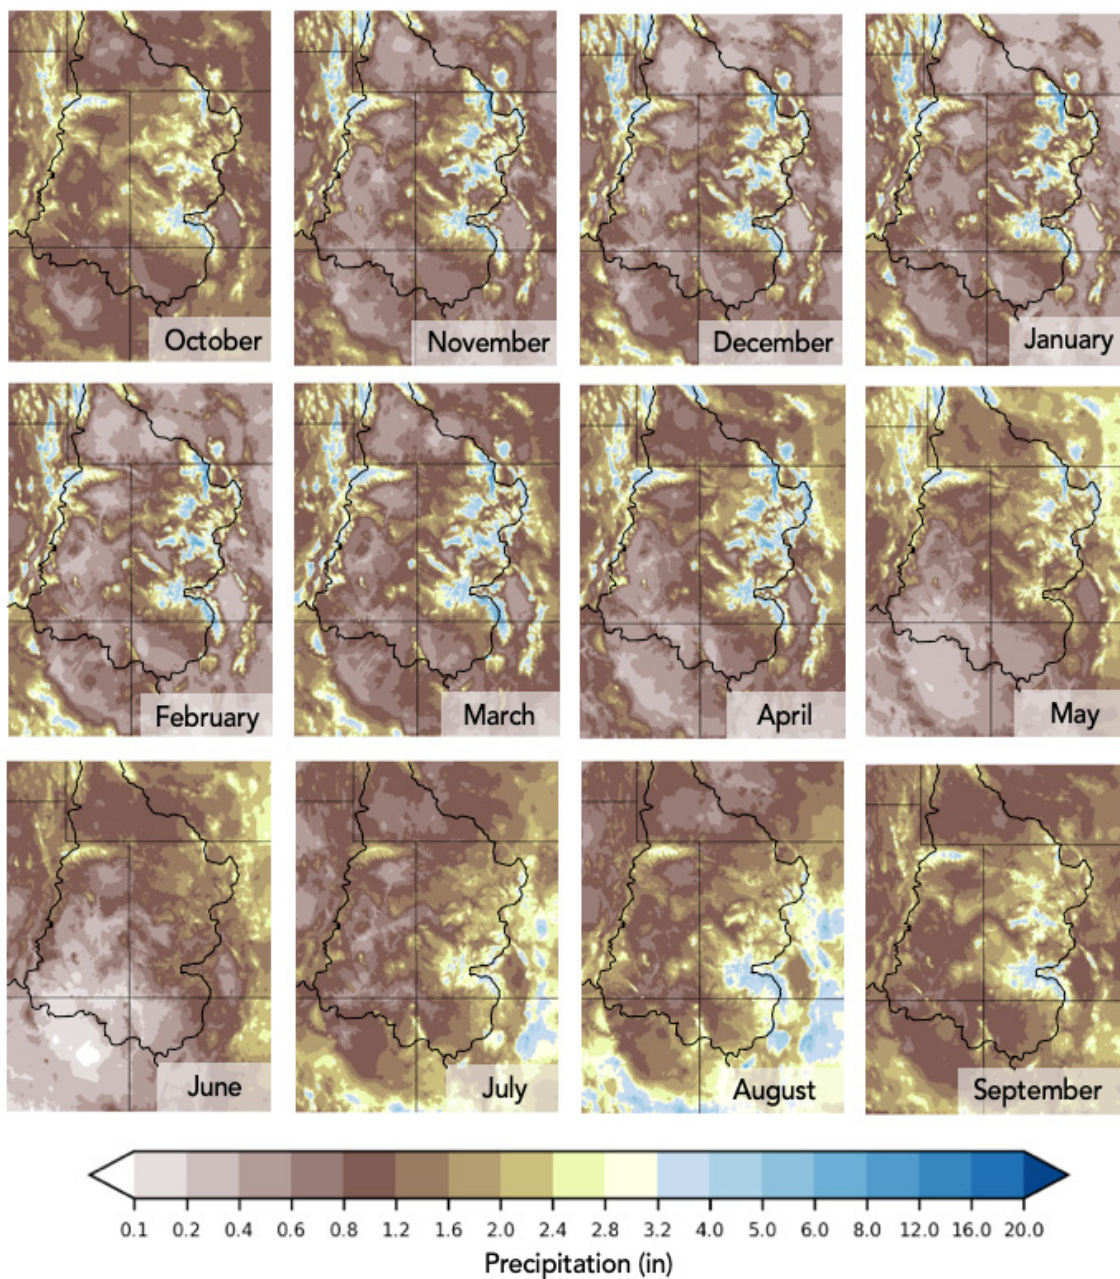 October
November
December
January
February
March
April
May
June
July
August
September
0.1 0.2 0.4 0.6 0.8 1.2 1.6 2.0 2.4 2.8 3.2 4.0 5.0 6.0 8.0 12.0 16.0 20.0
Precipitation (in)